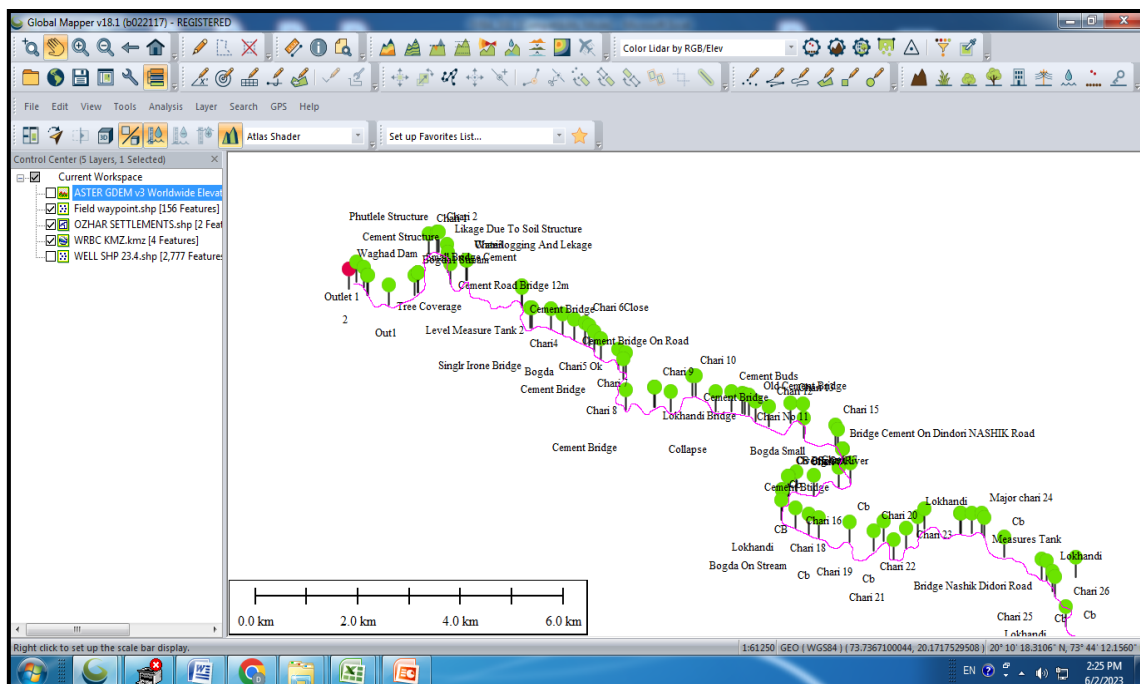 Global Mapper v18.1 (b022117) - REGISTERED
Color Lidar by RGB/Elev
File Edit View Tools Analysis Layer Search GPS Help
Atlas Shader
Set up Favorites List...
Control Center (5 Layers, 1 Selected)
Current Workspace
ASTER GDEM v3 Worldwide Elevat
Field waypoint.shp [156 Features]
OZHAR SETTLEMENTS.shp [2 Feat
WRBC KMZ.kmz [4 Features]
WELL SHP 23.4.shp [2,777 Features
Phutlele Structure
Chari 2
Likage Due To Soil Structure
Cement Structure
Waterlogging And Lekage
Waghad Dam
Small Bridge Cement
Bogda Stream
Cement Road Bridge 12m
Outlet 1
Tree Coverage
Cement Bridge
Chari 6Close
2
Out1
Level Measure Tank 2
Chari4
Cement Bridge On Road
Singlr Irone Bridge
Bogda
Chari5 Ok
Chari 9
Chari 10
Cement Bridge
Chari 7
Cement Buds
Old Cement Bridge
Chari 12
Cement Bridge
Chari 8
Lokhandi Bridge
Chari No 11
Chari 15
Bridge Cement On Dindori NASHIK Road
Cement Bridge
Collapse
Bogda Small
River
Cement Bridge
Cb
Lokhandi
Major chari 24
CB
Chari 16
Chari 20
Cb
Chari 23
Measures Tank
Lokhandi
Chari 18
Lokhandi
Bogda On Stream
Chari 22
Cb
Chari 19
Cb
Bridge Nashik Didori Road
Chari 26
Chari 21
Chari 25
Cb
Cb
Lokhandi
0.0 km 2.0 km 4.0 km 6.0 km
Right click to set up the scale bar display.
1:61250 GEO ( WGS84 ) ( 73.7367100044, 20.1717529508 ) 20° 10' 18.3106" N, 73° 44' 12.1560"
EN
2:25 PM
6/2/2023